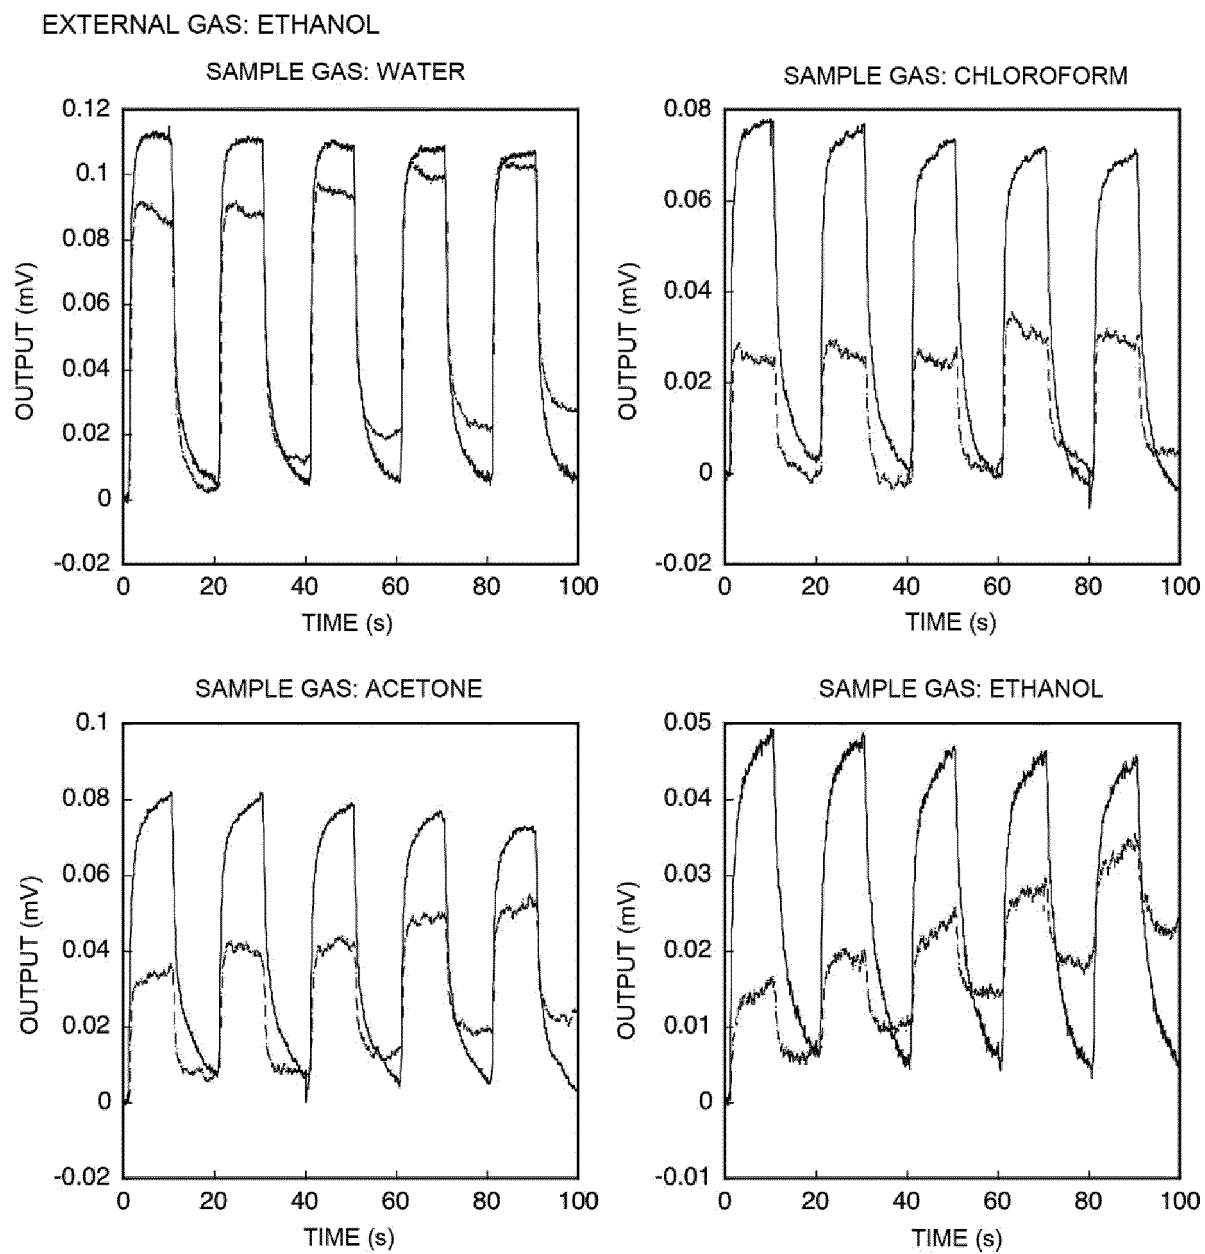 EXTERNAL GAS: ETHANOL
SAMPLE GAS: WATER
0.12
0.1
0.08
0.06
0.04
0.02
0
-0.02
OUTPUT (mV)
0 20 40 60 80 100
TIME (s)
SAMPLE GAS: CHLOROFORM
0.08
0.06
0.04
0.02
0
-0.02
OUTPUT (mV)
0 20 40 60 80 100
TIME (s)
SAMPLE GAS: ACETONE
0.1
0.08
0.06
0.04
0.02
0
-0.02
OUTPUT (mV)
0 20 40 60 80 100
TIME (s)
SAMPLE GAS: ETHANOL
0.05
0.04
0.03
0.02
0.01
0
-0.01
OUTPUT (mV)
0 20 40 60 80 100
TIME (s)